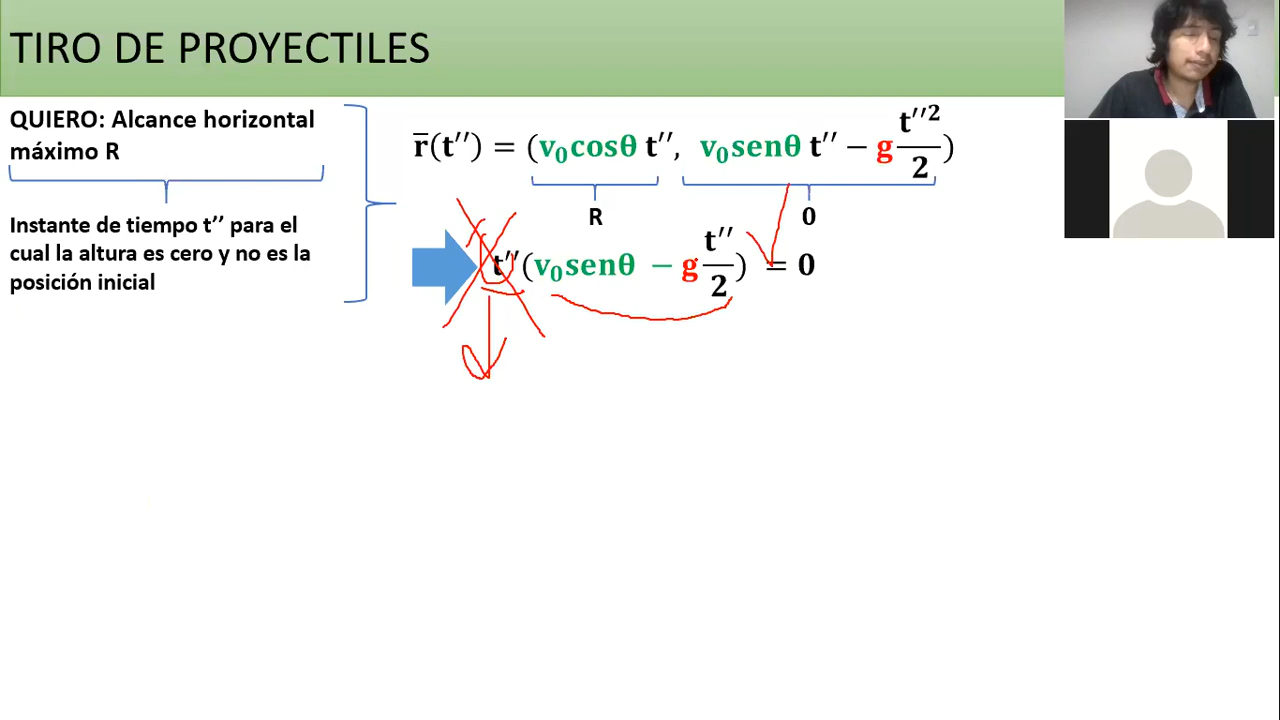 TIRO DE PROYECTILES
QUIERO: Alcance horizontal
máximo R
Instante de tiempo t’’ para el
cual la altura es cero y no es la
posición inicial
r̅(t′′) = (v₀cosθ t′′, v₀senθ t′′ − g t′′²/2)
R 0
t′′(v₀senθ − g t′′/2) = 0